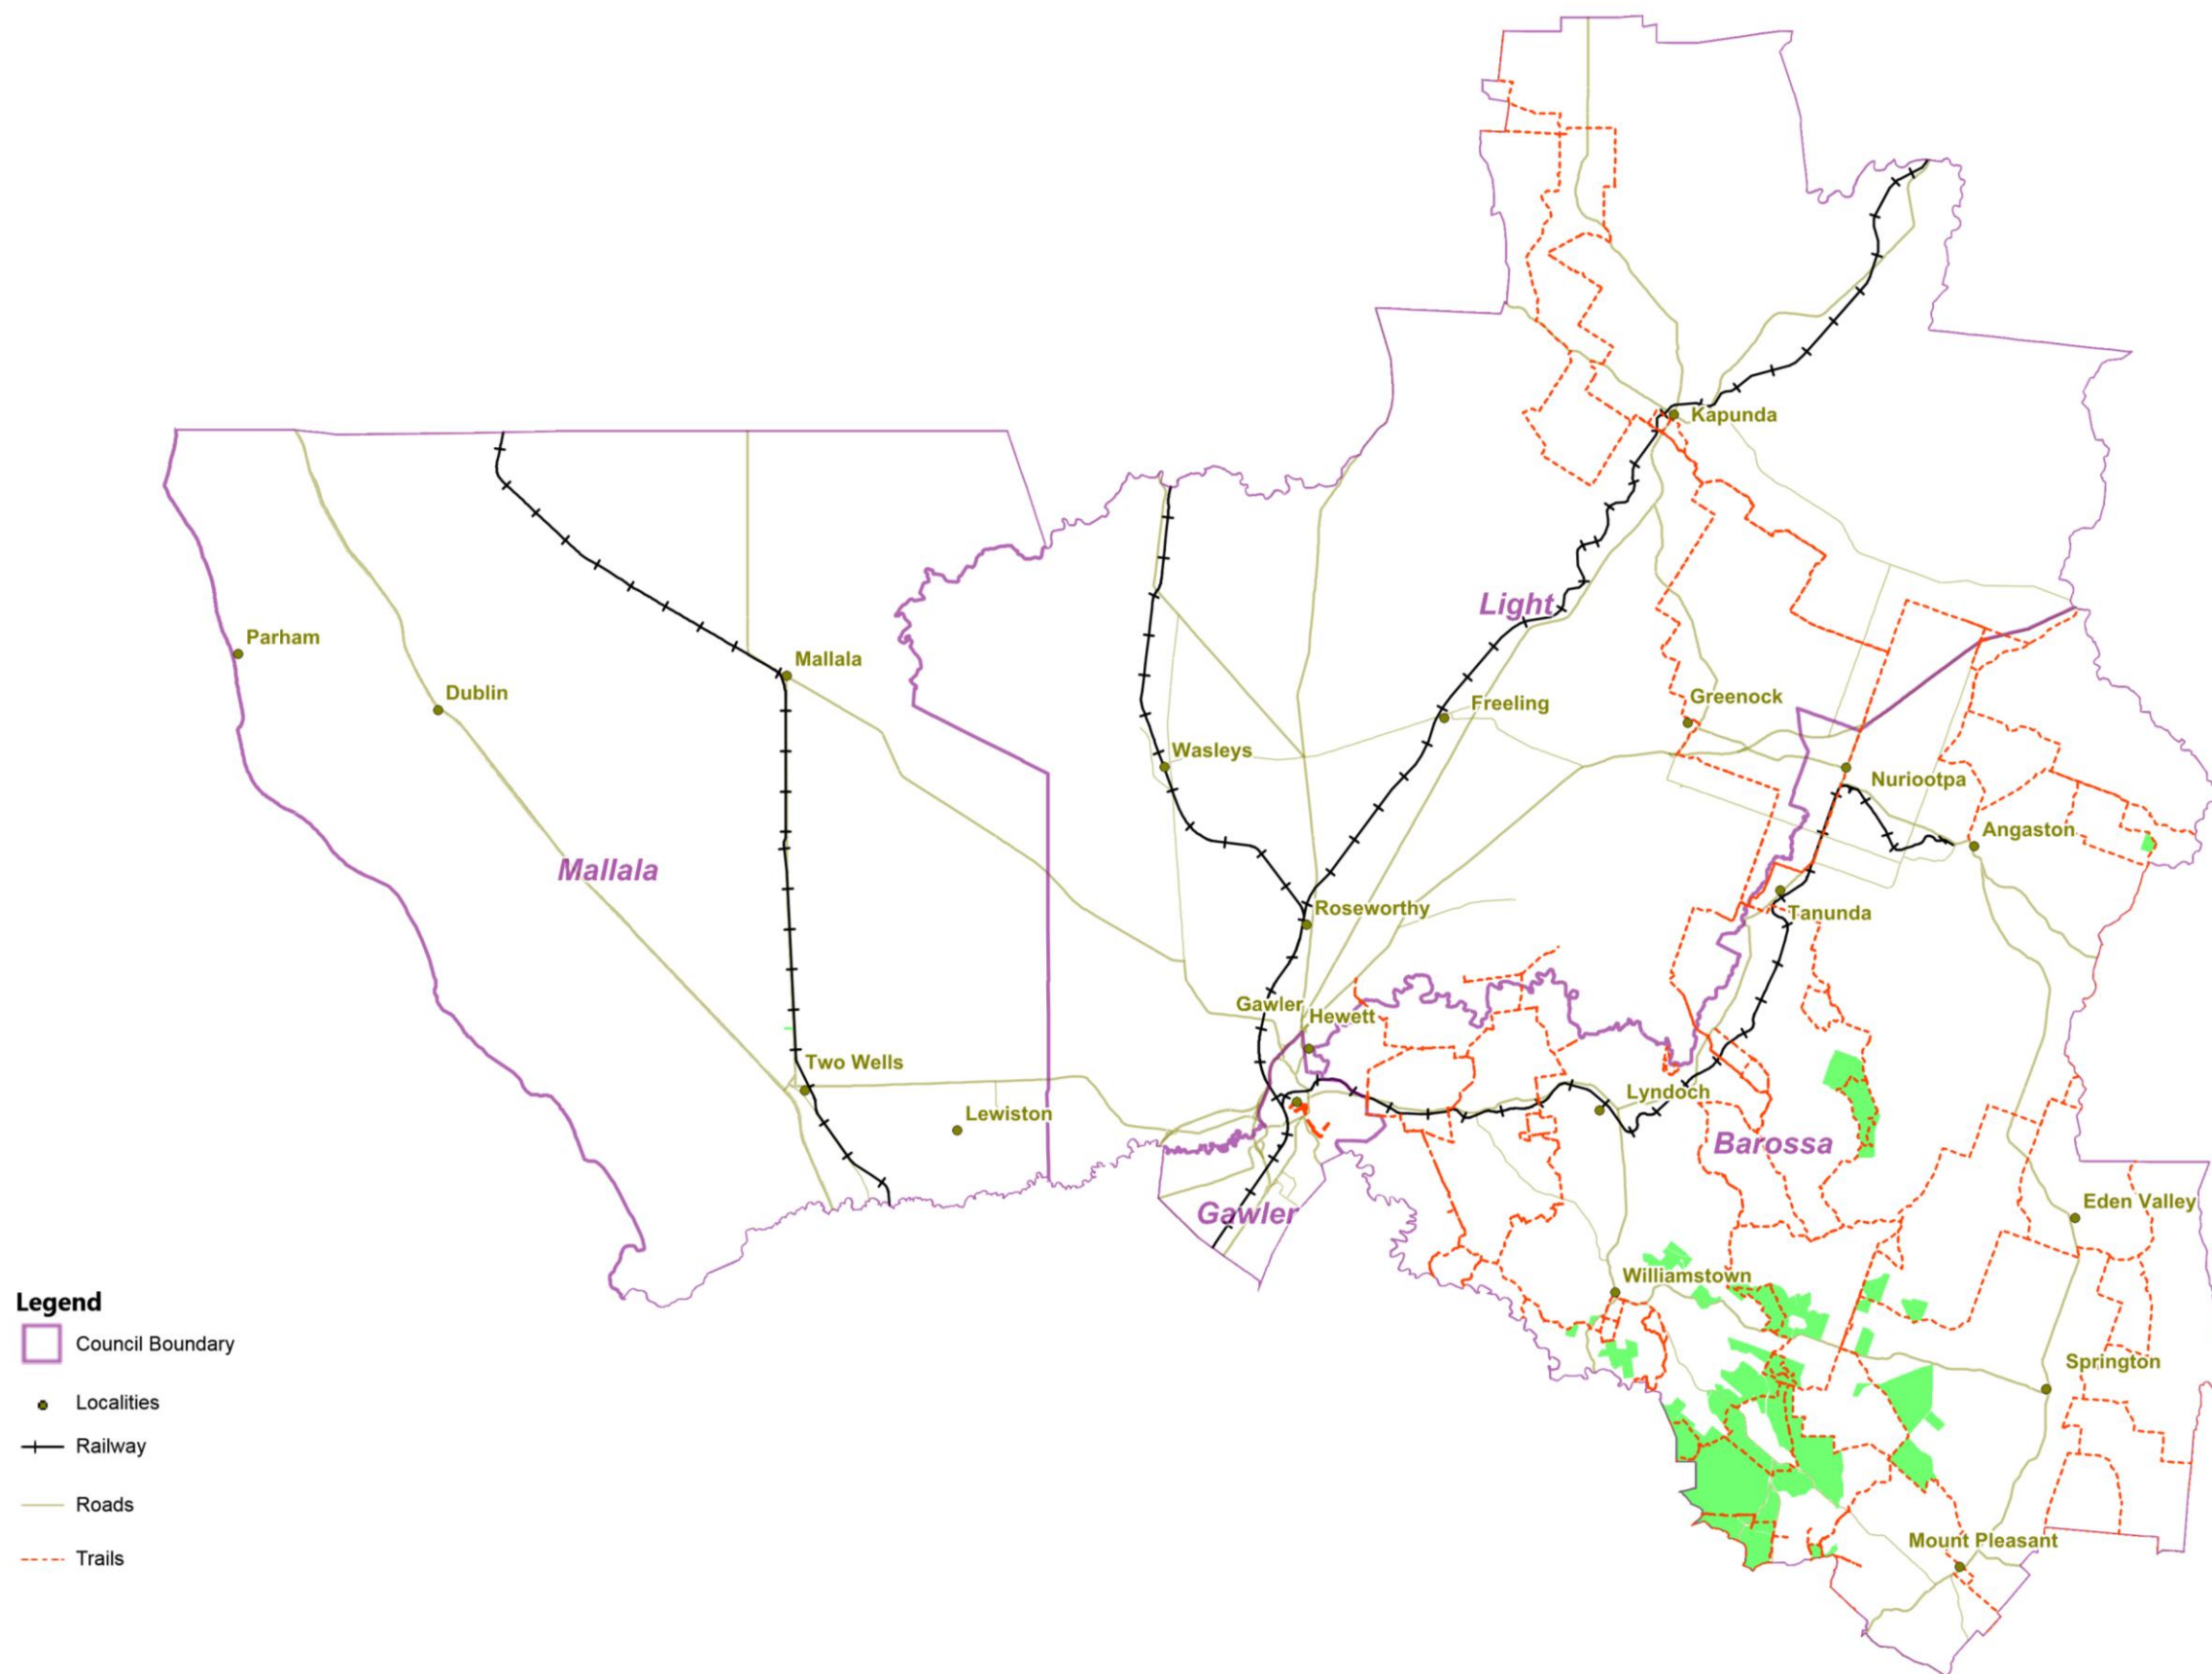 Kapunda
Light
Parham
Mallala
Dublin
Greenock
Freeling
Wasleys
Nuriootpa
Angaston
Mallala
Roseworthy
Tanunda
Gawler
Hewett
Two Wells
Lyndoch
Lewiston
Barossa
Eden Valley
Gawler
Williamstown
Springton
Mount Pleasant
Legend
Council Boundary
Localities
Railway
Roads
Trails